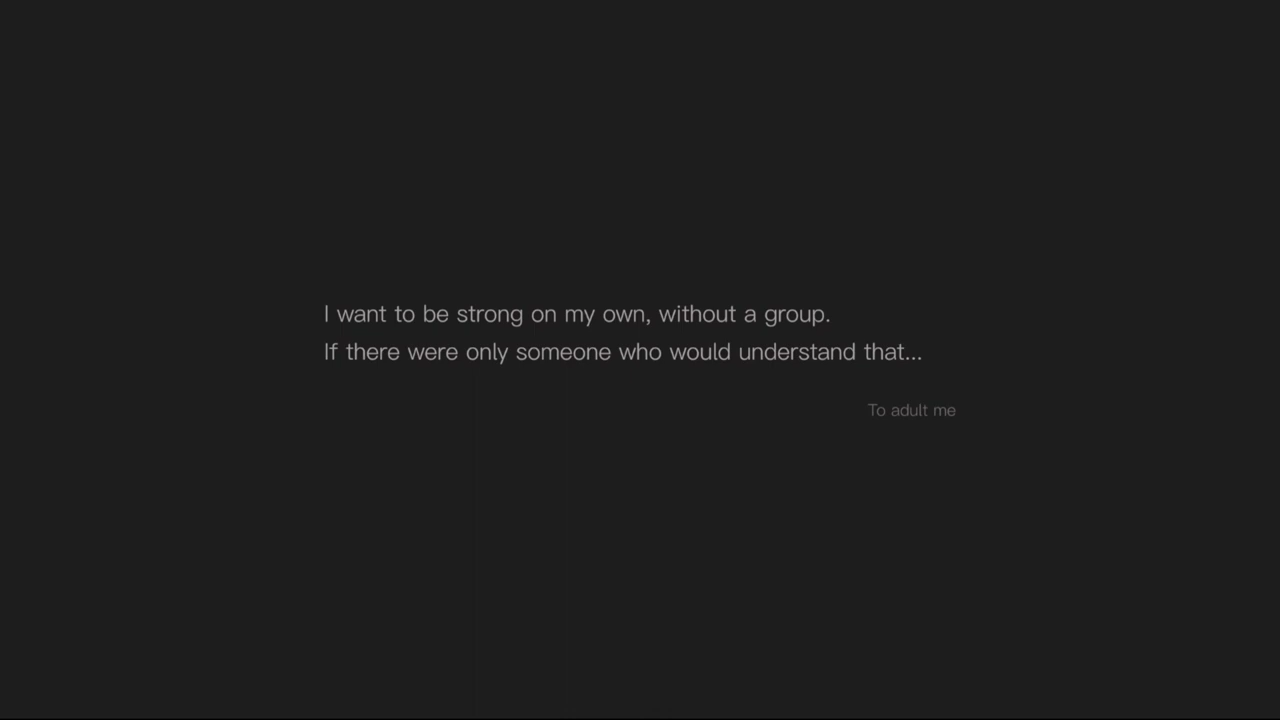 I want to be strong on my own, without a group.
If there were only someone who would understand that...
To adult me